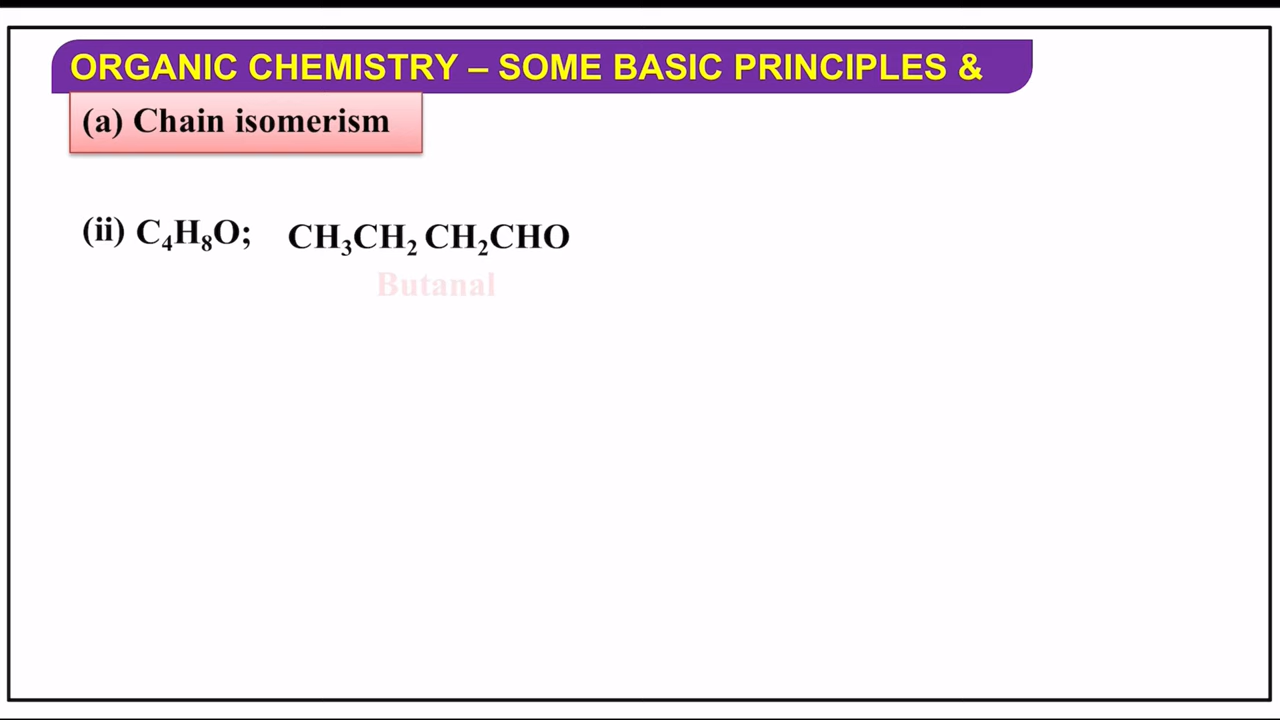 ORGANIC CHEMISTRY – SOME BASIC PRINCIPLES &
(a) Chain isomerism
(ii) C₄H₈O; CH₃CH₂ CH₂CHO
Butanal